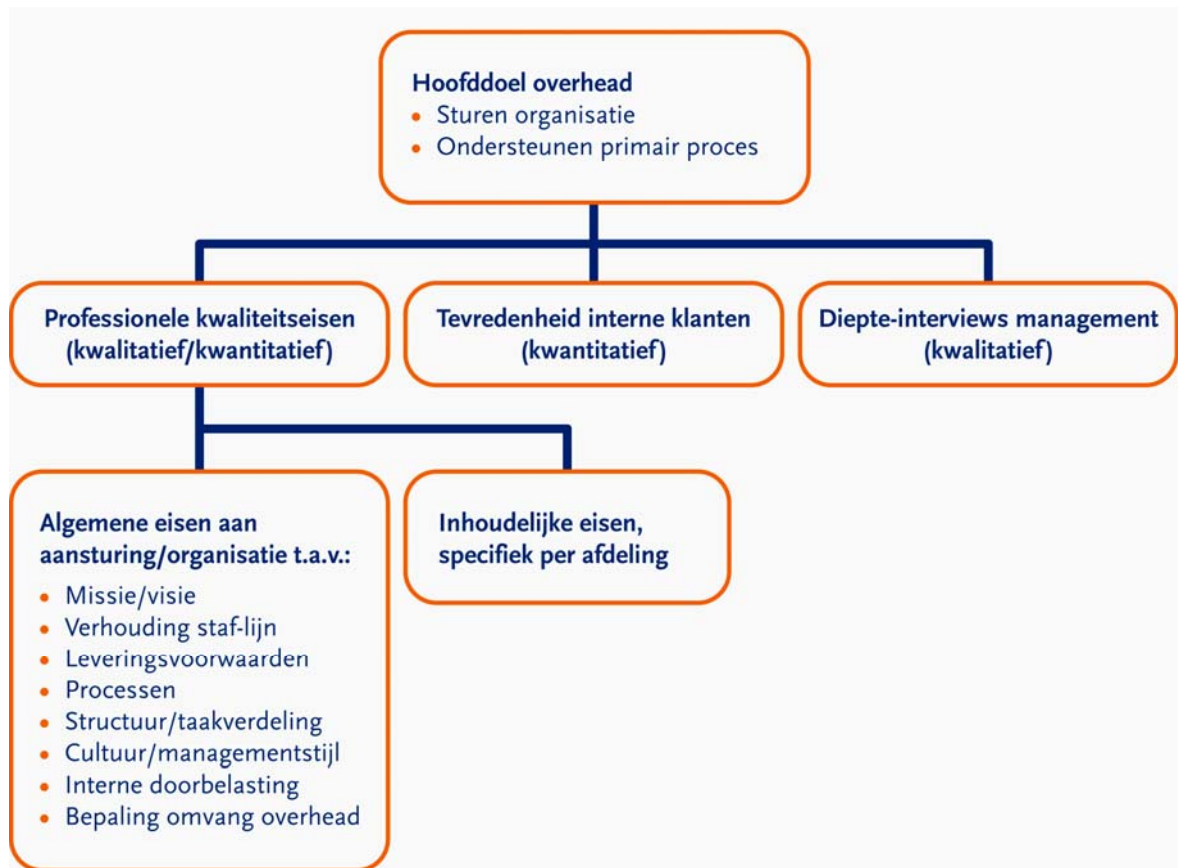 Hoofddoel overhead
• Sturen organisatie
• Ondersteunen primair proces
Professionele kwaliteitseisen
(kwalitatief/kwantitatief)
Tevredenheid interne klanten
(kwantitatief)
Diepte-interviews management
(kwalitatief)
Algemene eisen aan
aansturing/organisatie t.a.v.:
• Missie/visie
• Verhouding staf-lijn
• Leveringsvoorwaarden
• Processen
• Structuur/taakverdeling
• Cultuur/managementstijl
• Interne doorbelasting
• Bepaling omvang overhead
Inhoudelijke eisen,
specifiek per afdeling